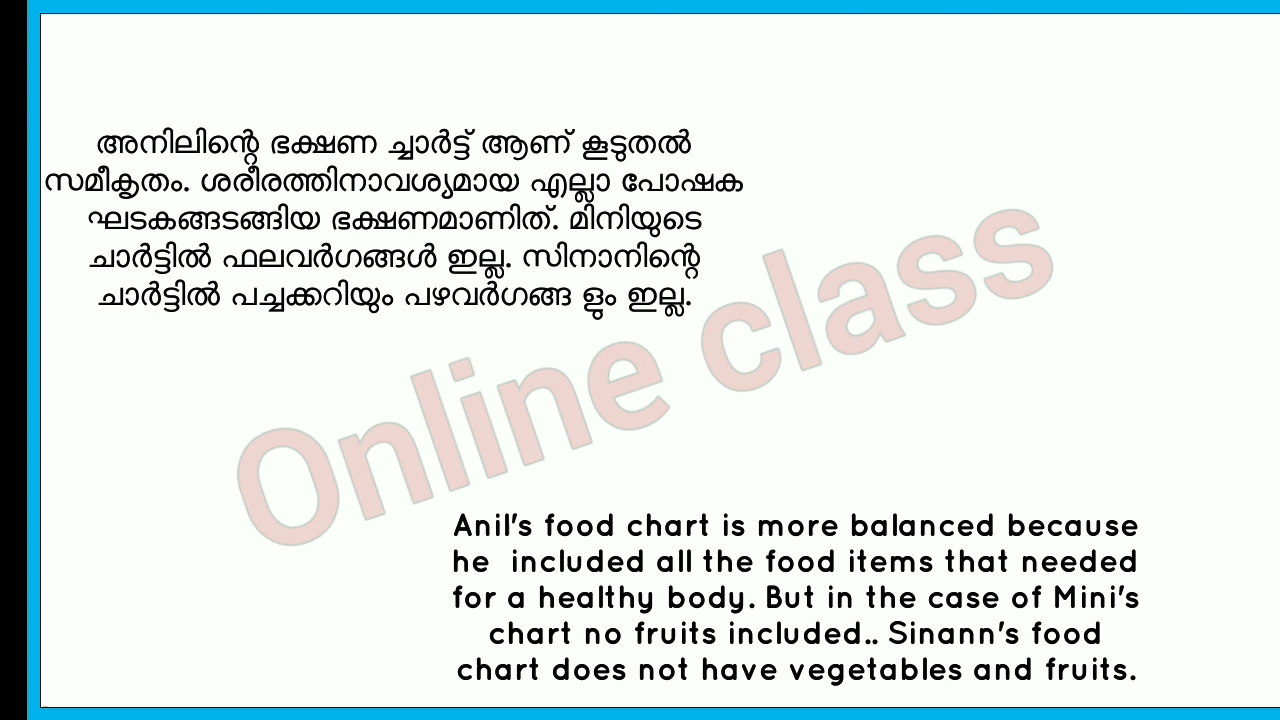 അനിലിന്റെ ഭക്ഷണ ച്ചാർട്ട് ആണ് കൂടുതൽ
സമീകൃതം. ശരീരത്തിനാവശ്യമായ എല്ലാ പോഷക
ഘടകങ്ങടങ്ങിയ ഭക്ഷണമാണിത്. മിനിയുടെ
ചാർട്ടിൽ ഫലവർഗങ്ങൾ ഇല്ല. സിനാനിന്റെ
ചാർട്ടിൽ പച്ചക്കറിയും പഴവർഗങ്ങ ളും ഇല്ല.
Online class
Anil's food chart is more balanced because
he  included all the food items that needed
for a healthy body. But in the case of Mini's
chart no fruits included.. Sinann's food
chart does not have vegetables and fruits.